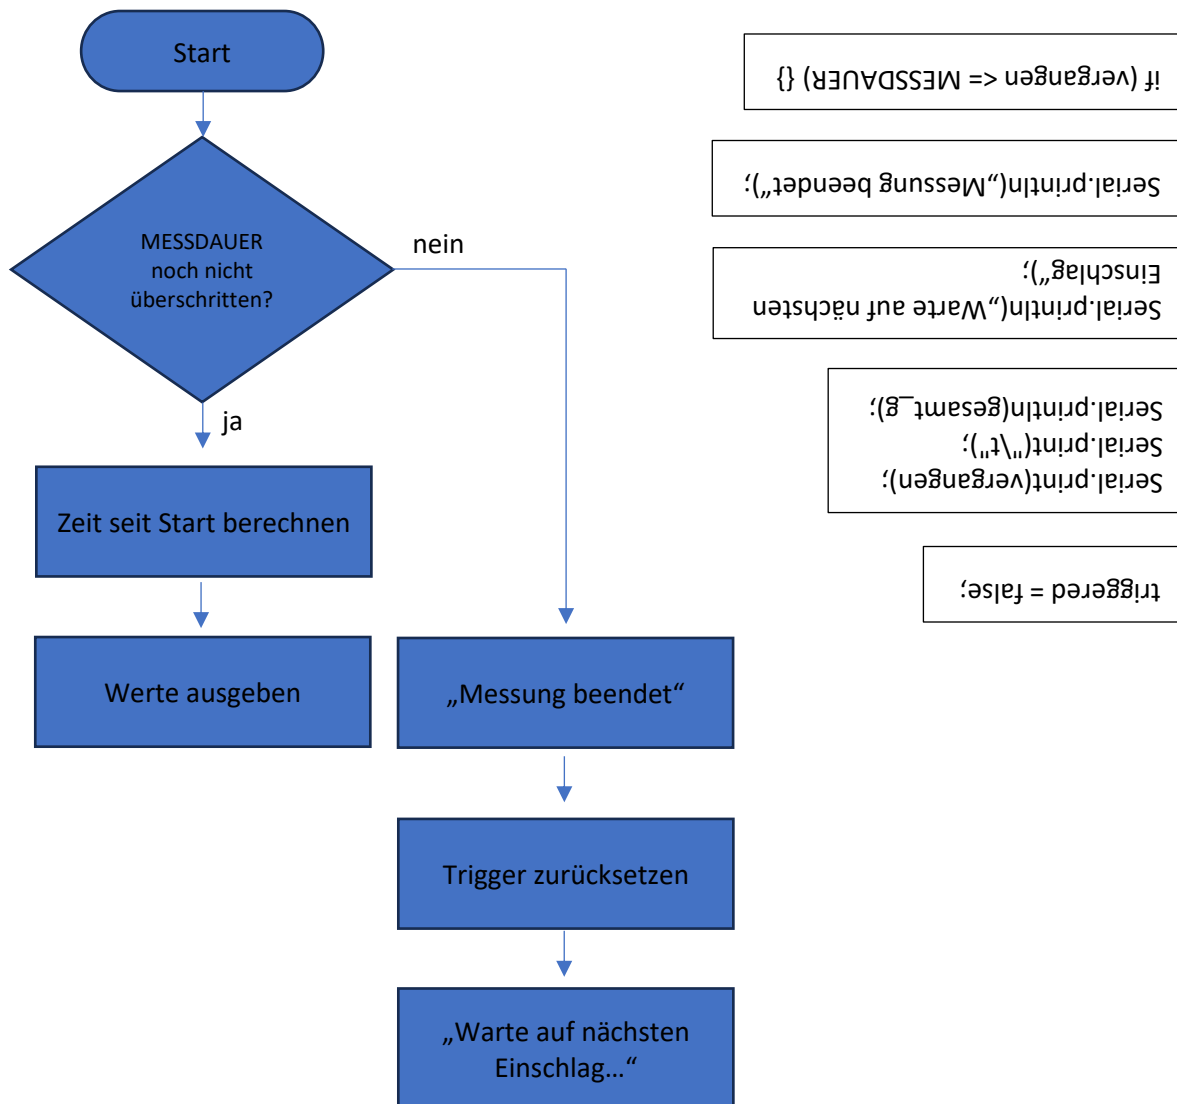 Start
MESSDAUER
noch nicht
überschritten?
nein
ja
Zeit seit Start berechnen
Werte ausgeben
„Messung beendet“
Trigger zurücksetzen
„Warte auf nächsten
Einschlag…“
triggered = false;
Serial.print(vergangen);
Serial.print("\t");
Serial.println(gesamt_g);
Serial.println(„Warte auf nächsten
Einschlag“);
Serial.println(„Messung beendet“);
if (vergangen <= MESSDAUER) {}